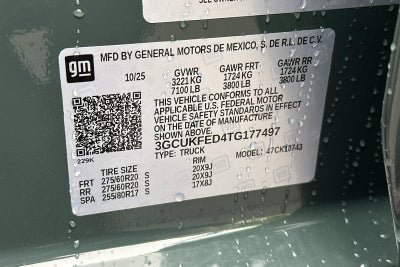 gm
MFD BY GENERAL MOTORS DE MEXICO, S. DE R.L. DE C.V.
10/25 GVWR GAWR FRT GAWR RR
3221 KG 1724 KG 1724 KG
7100 LB 3800 LB 3800 LB
THIS VEHICLE CONFORMS TO ALL
APPLICABLE U.S. FEDERAL MOTOR
VEHICLE SAFETY STANDARDS IN EFFECT
ON THE DATE OF MANUFACTURE
SHOWN ABOVE.
3GCUKFED4TG177497
229K TYPE: TRUCK MODEL: 47CK10743
TIRE SIZE RIM
FRT 275/60R20 S 20X9J
RR 275/60R20 S 20X9J
SPA 255/80R17 S 17X8J